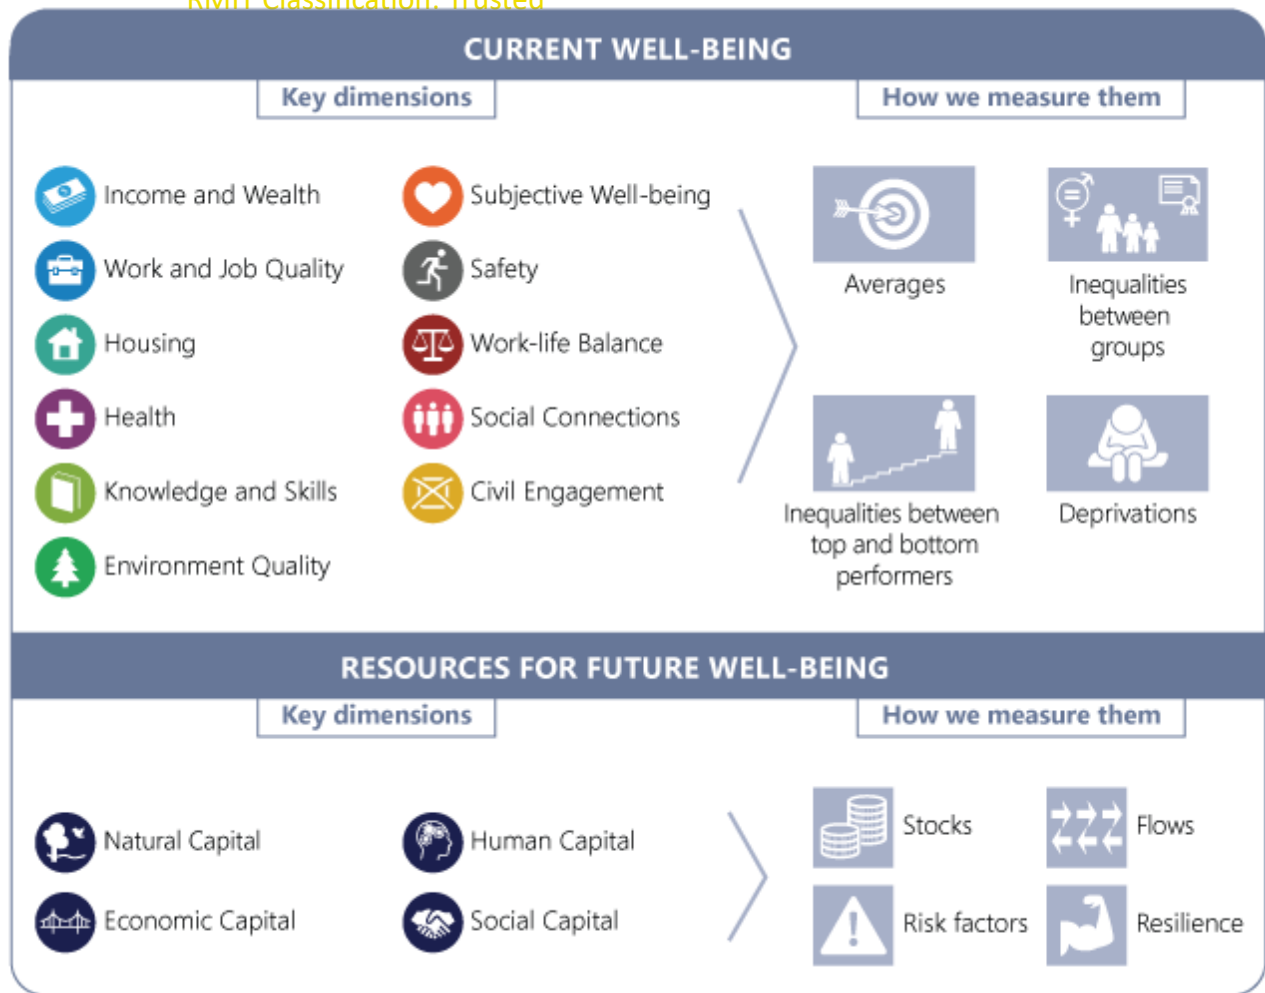 RMIT Classification: Trusted
CURRENT WELL-BEING
Key dimensions
How we measure them
Income and Wealth
Work and Job Quality
Housing
Health
Knowledge and Skills
Environment Quality
Subjective Well-being
Safety
Work-life Balance
Social Connections
Civil Engagement
Averages
Inequalities
between
groups
Inequalities between
top and bottom
performers
Deprivations
RESOURCES FOR FUTURE WELL-BEING
Key dimensions
How we measure them
Natural Capital
Economic Capital
Human Capital
Social Capital
Stocks
Flows
Risk factors
Resilience